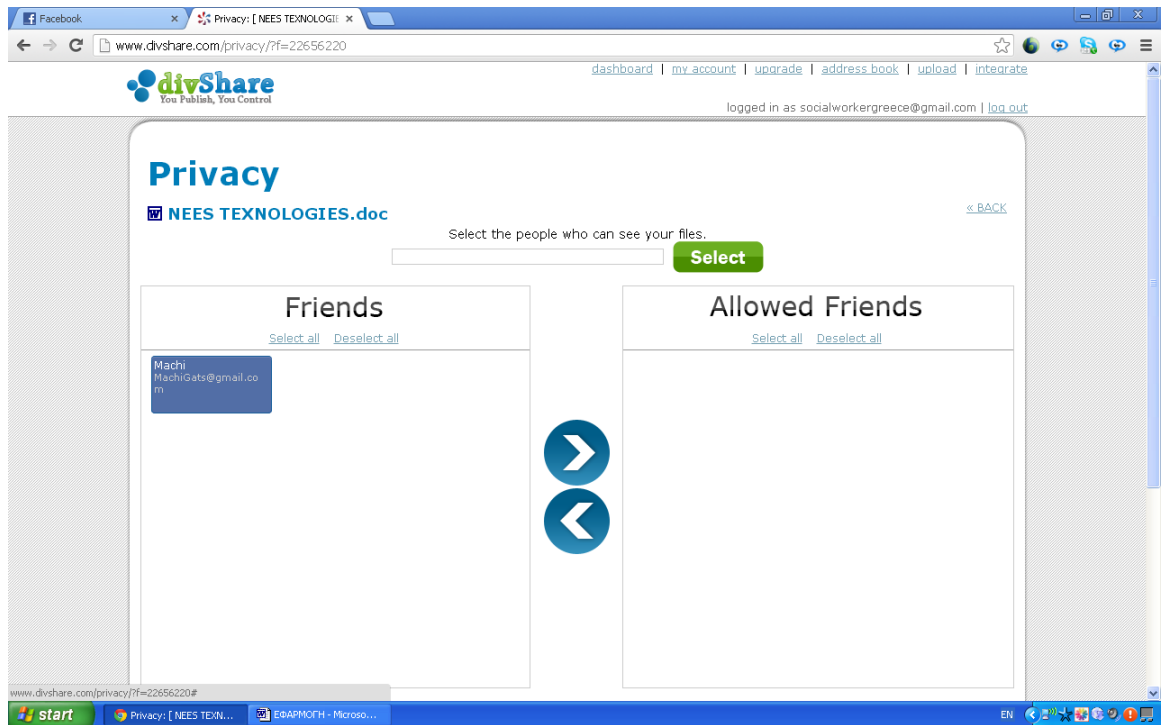 Facebook
Privacy: [ NEES TEXNOLOGIE
www.divshare.com/privacy/?f=22656220
divShare
You Publish, You Control
dashboard | my account | upgrade | address book | upload | integrate
logged in as socialworkergreece@gmail.com | log out
Privacy
NEES TEXNOLOGIES.doc
« BACK
Select the people who can see your files.
Select
Friends
Select all Deselect all
Machi
MachiGats@gmail.co
m
Allowed Friends
Select all Deselect all
www.divshare.com/privacy/?f=22656220#
start
Privacy: [ NEES TEXN...
ΕΦΑΡΜΟΓΗ - Microso...
EN